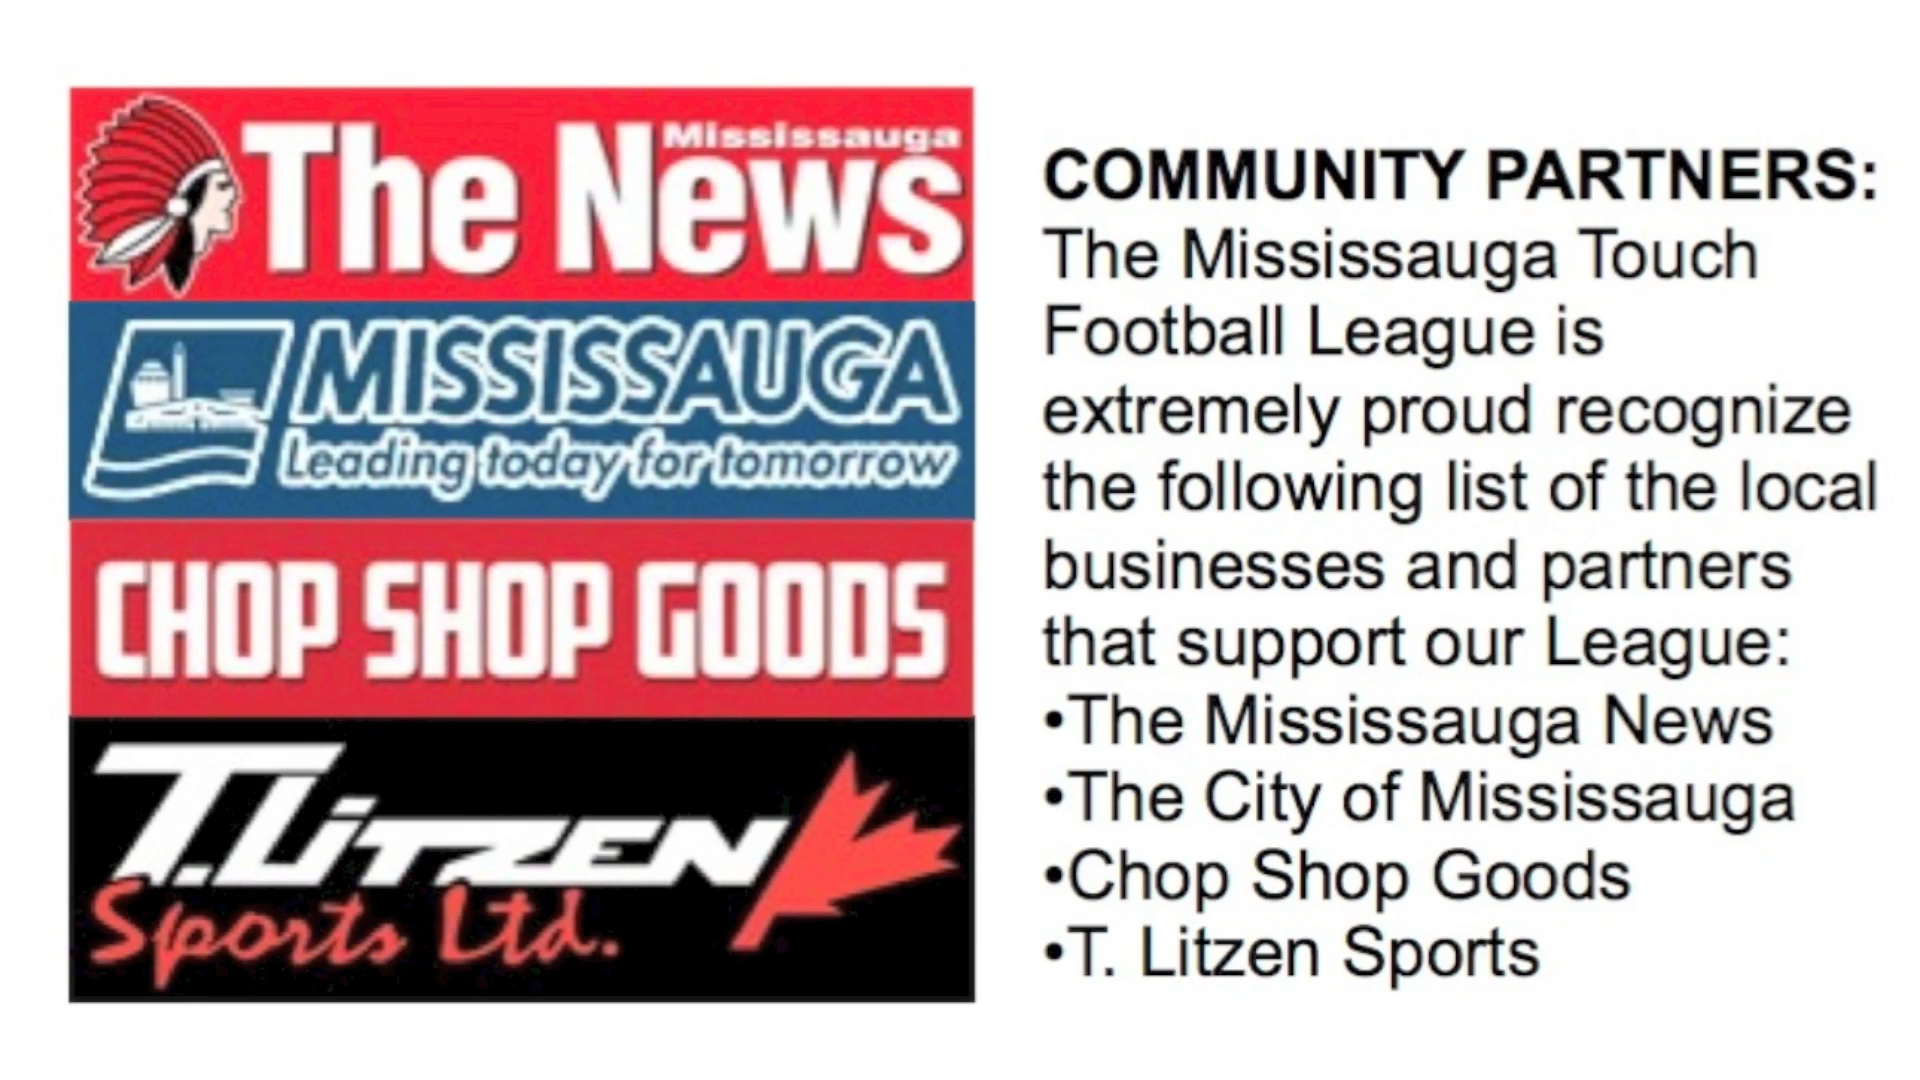 Mississauga
The News
MISSISSAUGA
Leading today for tomorrow
CHOP SHOP GOODS
T.LiTZEN
Sports Ltd.
COMMUNITY PARTNERS:
The Mississauga Touch
Football League is
extremely proud recognize
the following list of the local
businesses and partners
that support our League:
•The Mississauga News
•The City of Mississauga
•Chop Shop Goods
•T. Litzen Sports